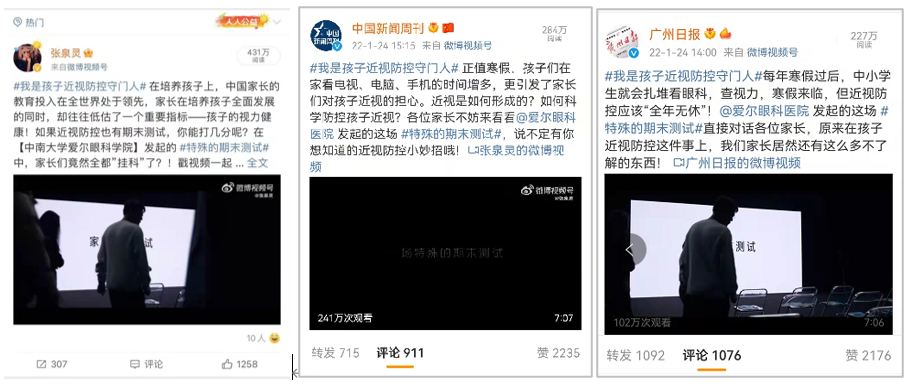 热门
人人公益
张泉灵
来自微博视频号
431万
阅读
#我是孩子近视防控守门人# 在培养孩子上，中国家长的
教育投入在全世界处于领先，家长在培养孩子全面发展
的同时，却往往低估了一个重要指标——孩子的视力健
康！如果近视防控也有期末测试，你能打几分呢？在
【中南大学爱尔眼科学院】发起的 #特殊的期末测试#
中，家长们竟然全都”挂科”了？！戳视频一起 ... 全文
微博视频号
@张泉灵
家
测试
10人
307
评论
1258
中国新闻周刊
22-1-24 15:15 来自 微博视频号
284万
阅读
#我是孩子近视防控守门人# 正值寒假、孩子们在
家看电视、电脑、手机的时间增多，更引发了家长
们对孩子近视的担心。近视是如何形成的？如何科
学防控孩子近视？各位家长不妨来看看@爱尔眼科
医院 发起的这场 #特殊的期末测试#，说不定有你
想知道的近视防控小妙招哦！张泉灵的微博视
频
微博视频号
@张泉灵
场特殊的期末测试
241万次观看
7:07
转发 715 评论 911 赞 2235
广州日报
22-1-24 14:00 来自 微博视频号
227万
阅读
#我是孩子近视防控守门人#每年寒假过后，中小学
生就会扎堆看眼科，查视力，寒假来临，但近视防
控应该“全年无休”！@爱尔眼科医院 发起的这场 #
特殊的期末测试#直接对话各位家长，原来在孩子
近视防控这件事上，我们家长居然还有这么多不了
解的东西！广州日报的微博视频
测试
102万次观看
7:06
转发 1092 评论 1076 赞 2176